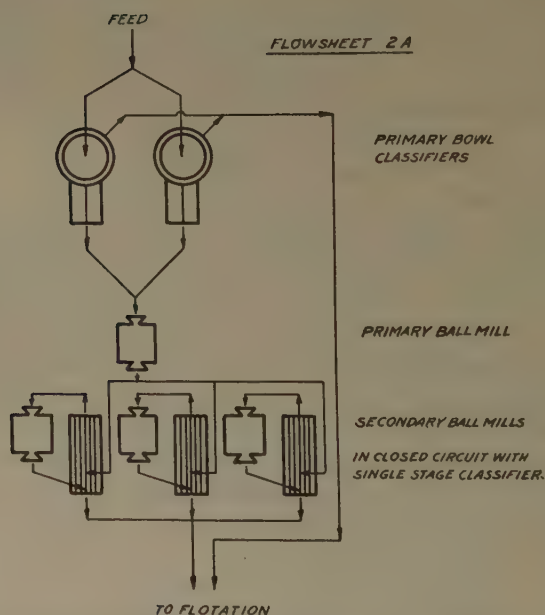 FEED
FLOWSHEET 2A
PRIMARY BOWL
CLASSIFIERS
PRIMARY BALL MILL
SECONDARY BALL MILLS
IN CLOSED CIRCUIT WITH
SINGLE STAGE CLASSIFIER.
TO FLOTATION